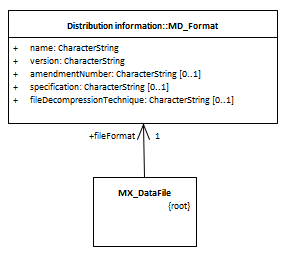 Distribution information::MD_Format
+ name: CharacterString
+ version: CharacterString
+ amendmentNumber: CharacterString [0..1]
+ specification: CharacterString [0..1]
+ fileDecompressionTechnique: CharacterString [0..1]
+fileFormat 1
MX_DataFile
{root}